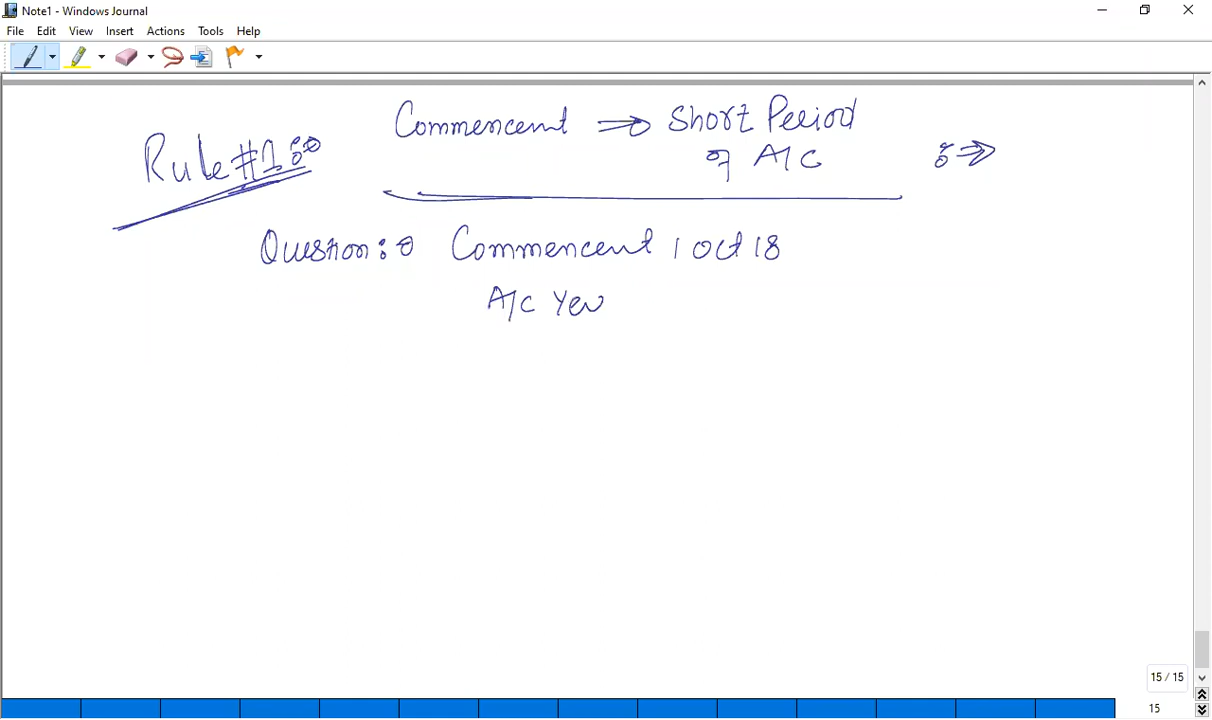 Note1 - Windows Journal
File Edit View Insert Actions Tools Help
Commencent ⇒ Short Period
of A/C
Rule #1:
Question: Commencent 1 Oct 18
A/C Year
15 / 15
15